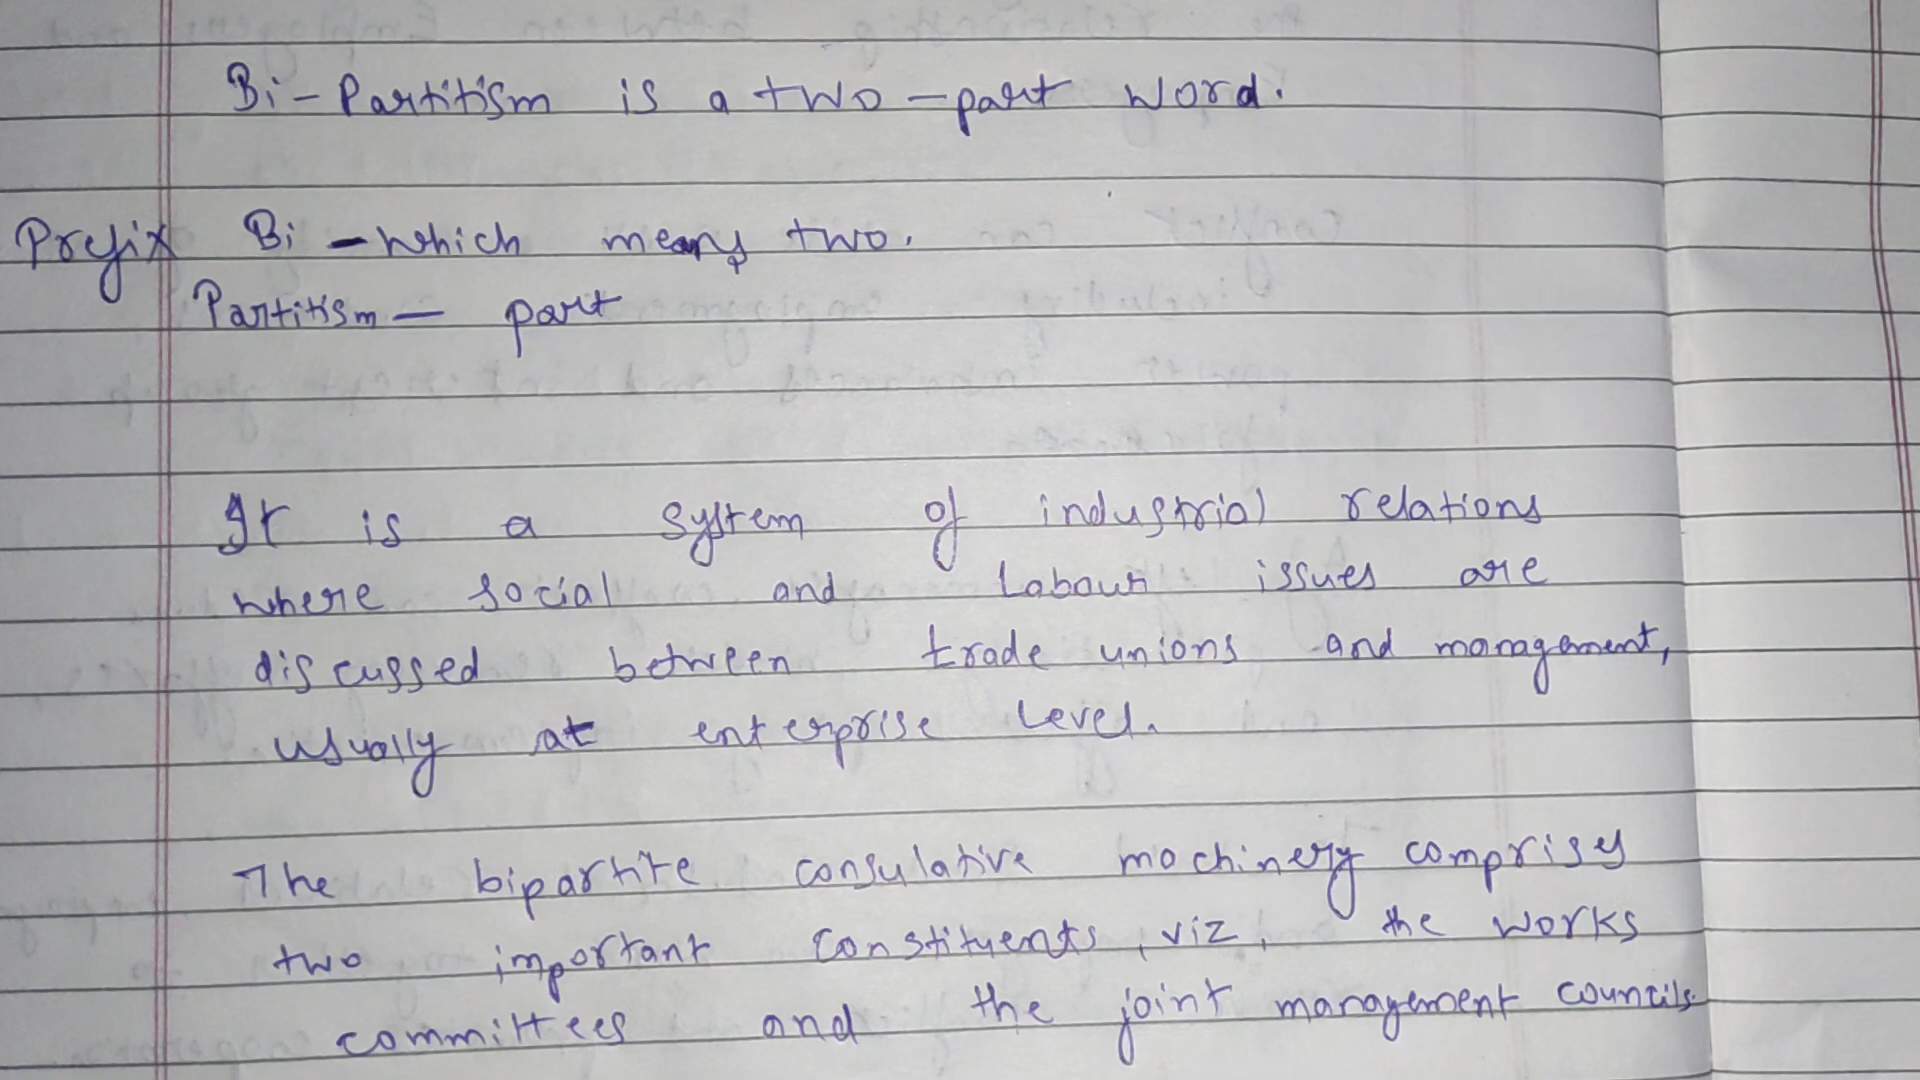 Bi-Partitism is a two-part word.
Prefix Bi - which means two.
Partitism - part
It is a system of industrial relations
where social and Labour issues are
discussed between trade unions and management,
usually at enterprise level.
The bipartite consulative machinery comprises
two important constituents, viz, the works
committees and the joint management councils.